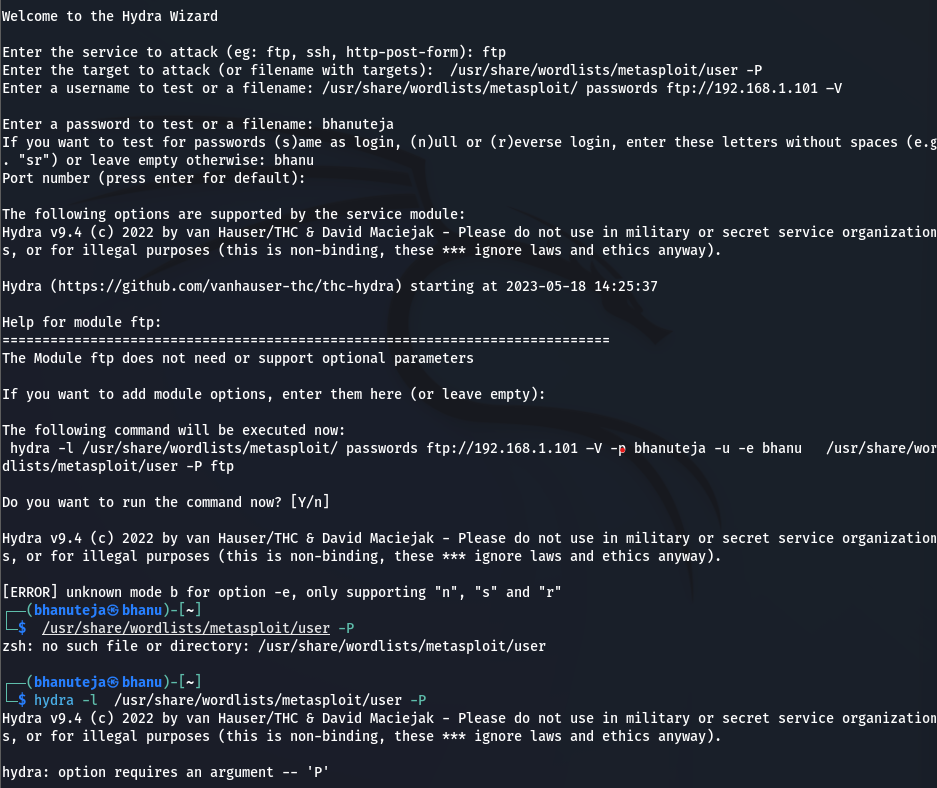 Welcome to the Hydra Wizard
Enter the service to attack (eg: ftp, ssh, http-post-form): ftp
Enter the target to attack (or filename with targets):  /usr/share/wordlists/metasploit/user -P
Enter a username to test or a filename: /usr/share/wordlists/metasploit/ passwords ftp://192.168.1.101 –V
Enter a password to test or a filename: bhanuteja
If you want to test for passwords (s)ame as login, (n)ull or (r)everse login, enter these letters without spaces (e.g
. "sr") or leave empty otherwise: bhanu
Port number (press enter for default):
The following options are supported by the service module:
Hydra v9.4 (c) 2022 by van Hauser/THC & David Maciejak - Please do not use in military or secret service organization
s, or for illegal purposes (this is non-binding, these *** ignore laws and ethics anyway).
Hydra (https://github.com/vanhauser-thc/thc-hydra) starting at 2023-05-18 14:25:37
Help for module ftp:
============================================================================
The Module ftp does not need or support optional parameters
If you want to add module options, enter them here (or leave empty):
The following command will be executed now:
 hydra -l /usr/share/wordlists/metasploit/ passwords ftp://192.168.1.101 –V -p bhanuteja -u -e bhanu   /usr/share/wor
dlists/metasploit/user -P ftp
Do you want to run the command now? [Y/n]
Hydra v9.4 (c) 2022 by van Hauser/THC & David Maciejak - Please do not use in military or secret service organization
s, or for illegal purposes (this is non-binding, these *** ignore laws and ethics anyway).
[ERROR] unknown mode b for option -e, only supporting "n", "s" and "r"
┌──(bhanuteja㉿bhanu)-[~]
└─$  /usr/share/wordlists/metasploit/user -P
zsh: no such file or directory: /usr/share/wordlists/metasploit/user
┌──(bhanuteja㉿bhanu)-[~]
└─$ hydra -l  /usr/share/wordlists/metasploit/user -P
Hydra v9.4 (c) 2022 by van Hauser/THC & David Maciejak - Please do not use in military or secret service organization
s, or for illegal purposes (this is non-binding, these *** ignore laws and ethics anyway).
hydra: option requires an argument -- 'P'